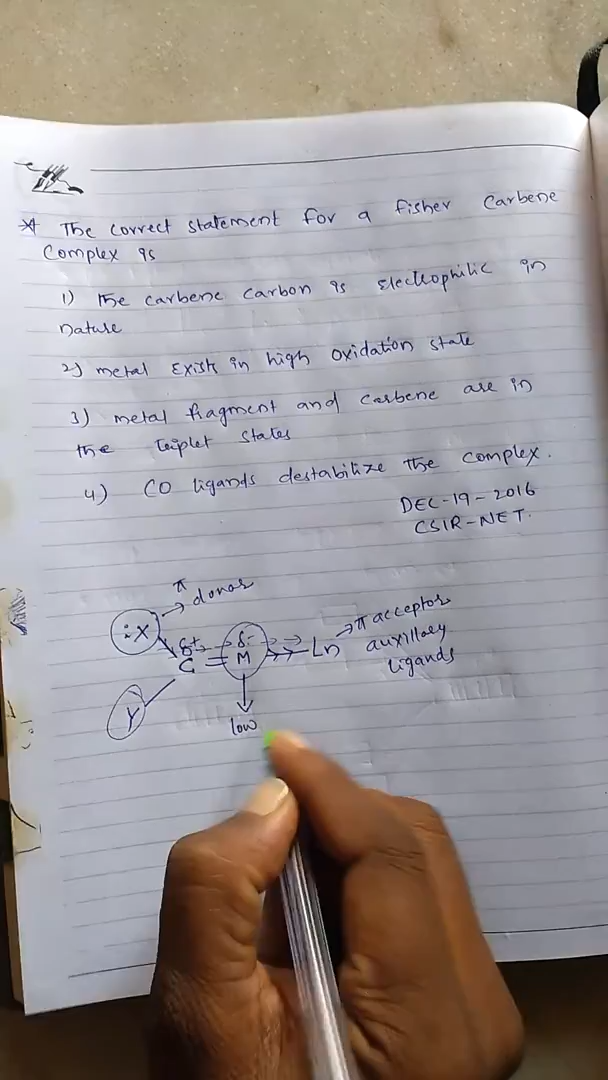 * The correct statement for a fisher Carbene
Complex is
1) The carbene carbon is electrophilic in
nature
2) metal Exists in high oxidation state
3) metal fragment and carbene are in
the triplet states
4) CO ligands destabilize the complex.
DEC-19-2016
CSIR-NET.
π
donor
:X
δ+ δ-
C = M Ln
π acceptor
auxillary
ligands
Y
low